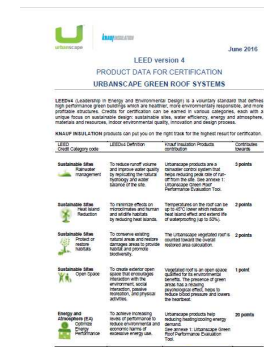 urbanscape
knaufinsulation
June 2016
LEED version 4
PRODUCT DATA FOR CERTIFICATION
URBANSCAPE GREEN ROOF SYSTEMS
LEEDv4 (Leadership in Energy and Environmental Design) is a voluntary standard that defines
high performance green buildings which are healthier, more environmentally responsible, and more
profitable structures. Credits for certification can be earned in various categories, each with a
unique focus on sustainable design: sustainable sites, water efficiency, energy and atmosphere,
materials and resources, indoor environmental quality, innovation and design process.
KNAUF INSULATION products can put you on the right track for the highest result for certification.
LEED
Credit Category code
LEEDv4 Definition
Knauf Insulation Products
contribution
Contributes
towards
Sustainable Sites
Rainwater
management
To reduce runoff volume
and improve water quality
by replicating the natural
hydrology and water
balance of the site.
Urbanscape products are a
rainwater control system that
helps reducing peak rate of run-
off from the site. See annex 1:
Urbanscape Green Roof
Performance Evaluation Tool.
3 points
Sustainable Sites
Heat Island
Reduction
To minimize effects on
microclimates and human
and wildlife habitats
by reducing heat islands.
Temperatures on the roof can be
up to 45°C lower which reduce
heat island effect and extend life
of waterproofing (up to 50%).
2 points
Sustainable Sites
Protect or
restore
habitats
To conserve existing
natural areas and restore
damages areas to provide
habitat and promote
biodiversity.
The Urbanscape vegetated roof is
counted toward the overall
restored area calculation.
2 points
Sustainable Sites
Open Space
To create exterior open
space that encourages
interaction with the
environment, social
interaction, passive
recreation, and physical
activities.
Vegetated roof is an open space
qualified for its environmental
benefits. The presence of green
areas has a relaxing
psychological effect, helps to
reduce blood pressure and lowers
the heartbeat.
1 point
Energy and
Atmosphere (EA)
Optimize
Energy
Performance
To achieve increasing
levels of performance to
reduce environmental and
economic harms of
excessive energy use.
Urbanscape products help
reducing heating/cooling energy
use.
See annex 1: Urbanscape Green
Roof Performance Evaluation
Tool.
20 points